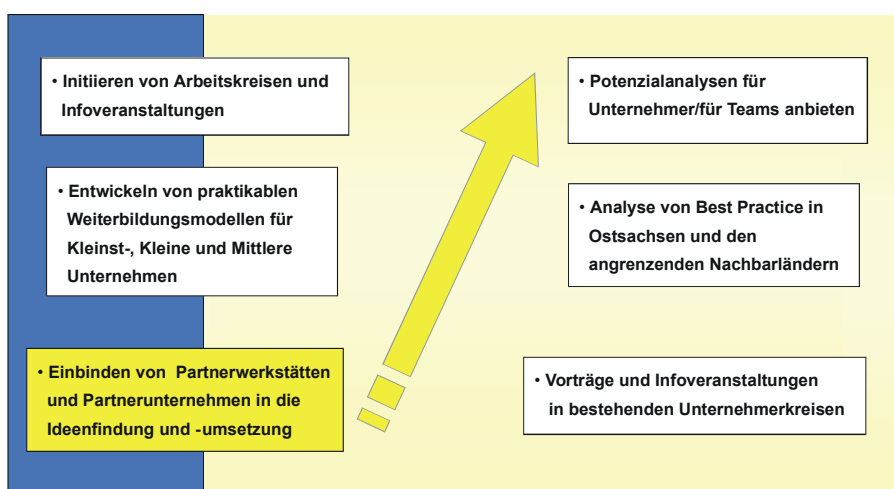 • Initiieren von Arbeitskreisen und
Infoveranstaltungen
• Entwickeln von praktikablen
Weiterbildungsmodellen für
Kleinst-, Kleine und Mittlere
Unternehmen
• Einbinden von Partnerwerkstätten
und Partnerunternehmen in die
Ideenfindung und -umsetzung
• Potenzialanalysen für
Unternehmer/für Teams anbieten
• Analyse von Best Practice in
Ostsachsen und den
angrenzenden Nachbarländern
• Vorträge und Infoveranstaltungen
in bestehenden Unternehmerkreisen